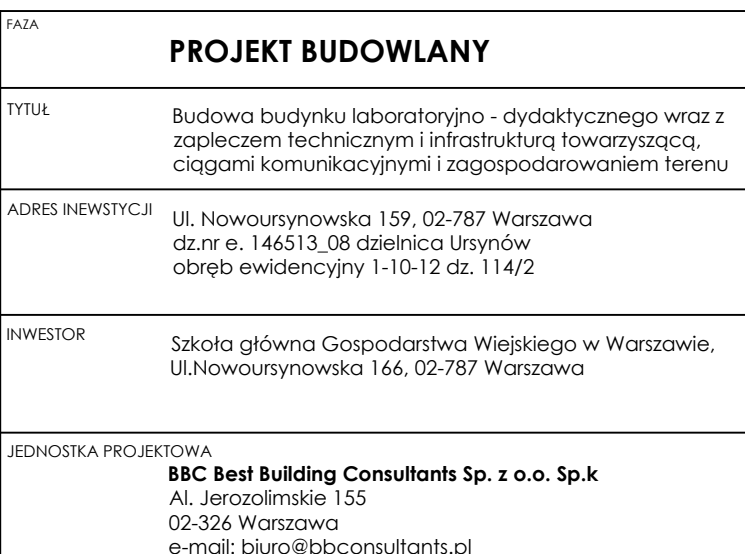 FAZA
PROJEKT BUDOWLANY
TYTUŁ
Budowa budynku laboratoryjno - dydaktycznego wraz z
zapleczem technicznym i infrastrukturą towarzyszącą,
ciągami komunikacyjnymi i zagospodarowaniem terenu
ADRES INEWSTYCJI
Ul. Nowoursynowska 159, 02-787 Warszawa
dz.nr e. 146513_08 dzielnica Ursynów
obręb ewidencyjny 1-10-12 dz. 114/2
INWESTOR
Szkoła główna Gospodarstwa Wiejskiego w Warszawie,
Ul.Nowoursynowska 166, 02-787 Warszawa
JEDNOSTKA PROJEKTOWA
BBC Best Building Consultants Sp. z o.o. Sp.k
Al. Jerozolimskie 155
02-326 Warszawa
e-mail: biuro@bbconsultants.pl